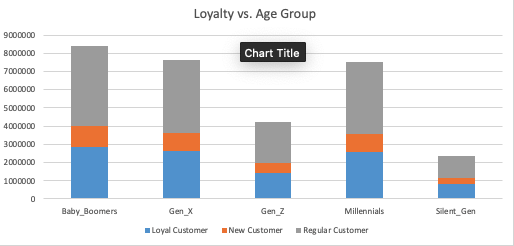 Loyalty vs. Age Group
Chart Title
9000000
8000000
7000000
6000000
5000000
4000000
3000000
2000000
1000000
0
Baby_Boomers Gen_X Gen_Z Millennials Silent_Gen
Loyal Customer New Customer Regular Customer